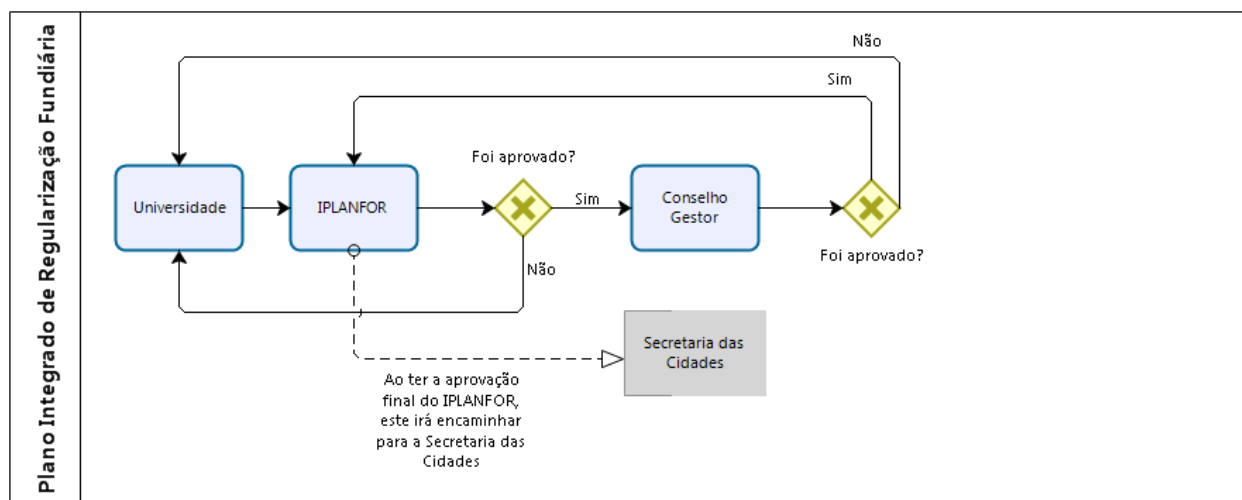 Plano Integrado de Regularização Fundiária
Não
Sim
Foi aprovado?
Universidade
IPLANFOR
Sim
Conselho
Gestor
Foi aprovado?
Não
Secretaria das
Cidades
Ao ter a aprovação
final do IPLANFOR,
este irá encaminhar
para a Secretaria das
Cidades